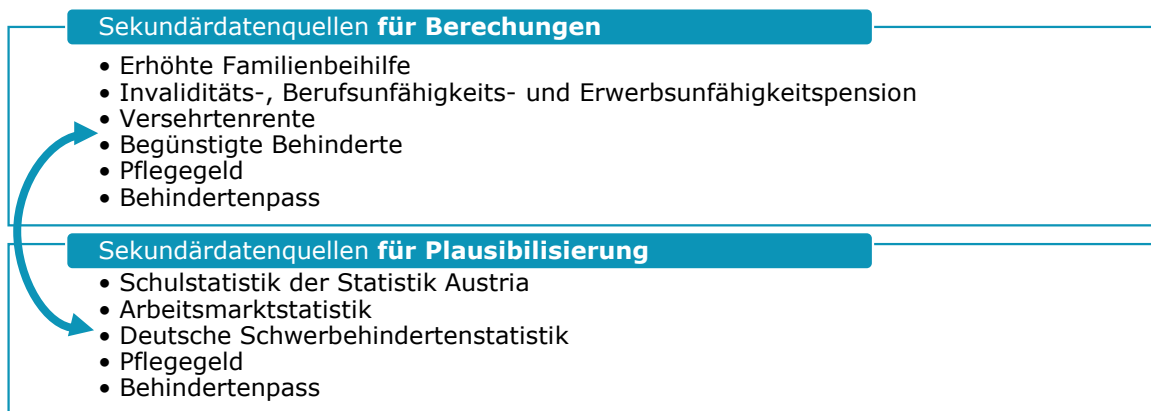 Sekundärdatenquellen für Berechungen
• Erhöhte Familienbeihilfe
• Invaliditäts-, Berufsunfähigkeits- und Erwerbsunfähigkeitspension
• Versehrtenrente
• Begünstigte Behinderte
• Pflegegeld
• Behindertenpass
Sekundärdatenquellen für Plausibilisierung
• Schulstatistik der Statistik Austria
• Arbeitsmarktstatistik
• Deutsche Schwerbehindertenstatistik
• Pflegegeld
• Behindertenpass